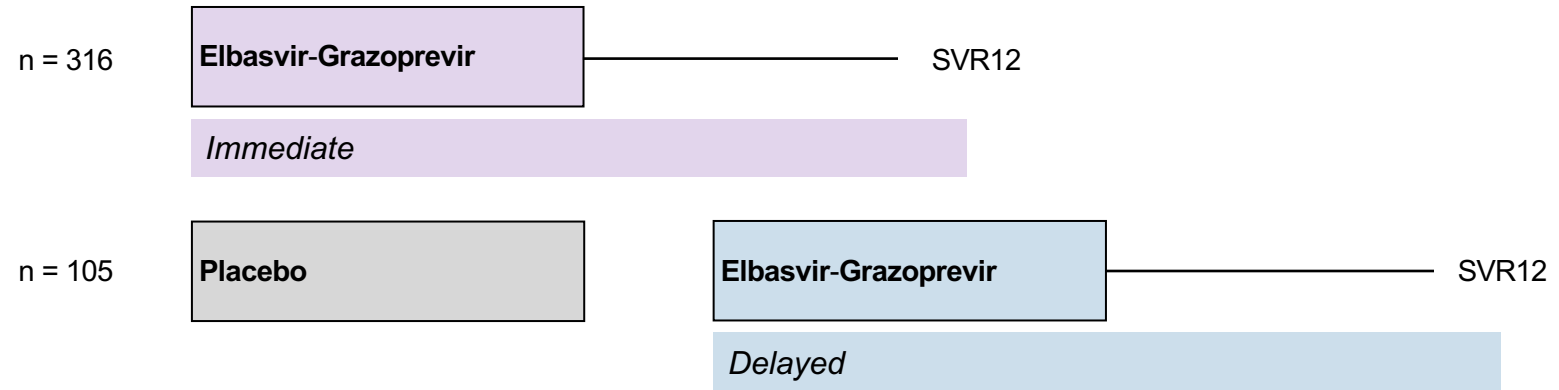 n = 316
Elbasvir-Grazoprevir
SVR12
Immediate
n = 105
Placebo
Elbasvir-Grazoprevir
SVR12
Delayed